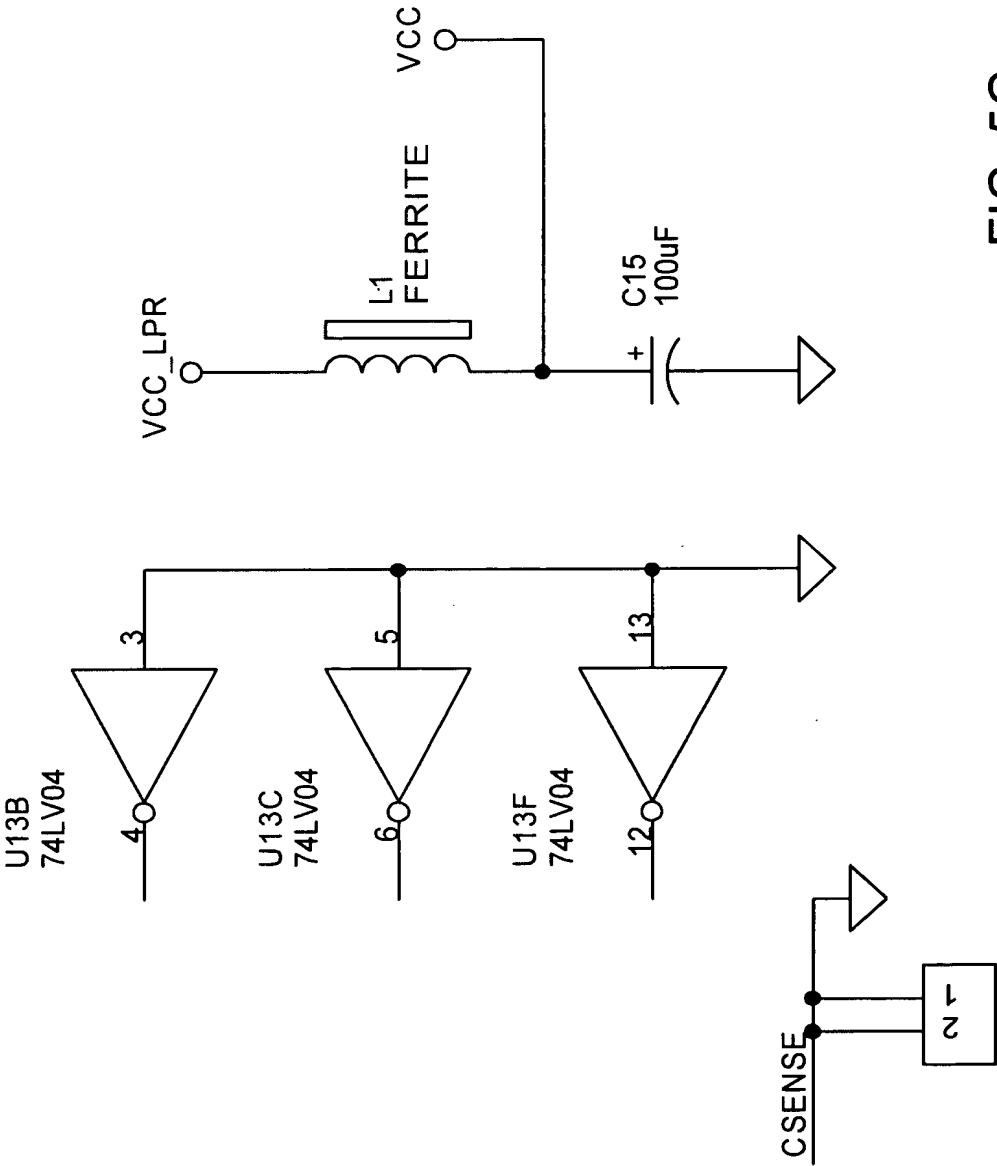 VCC_LPR
VCC
L1
FERRITE
C15
100uF
+
U13B
74LV04
4
3
U13C
74LV04
6
5
U13F
74LV04
12
13
CSENSE
2
1
FIG